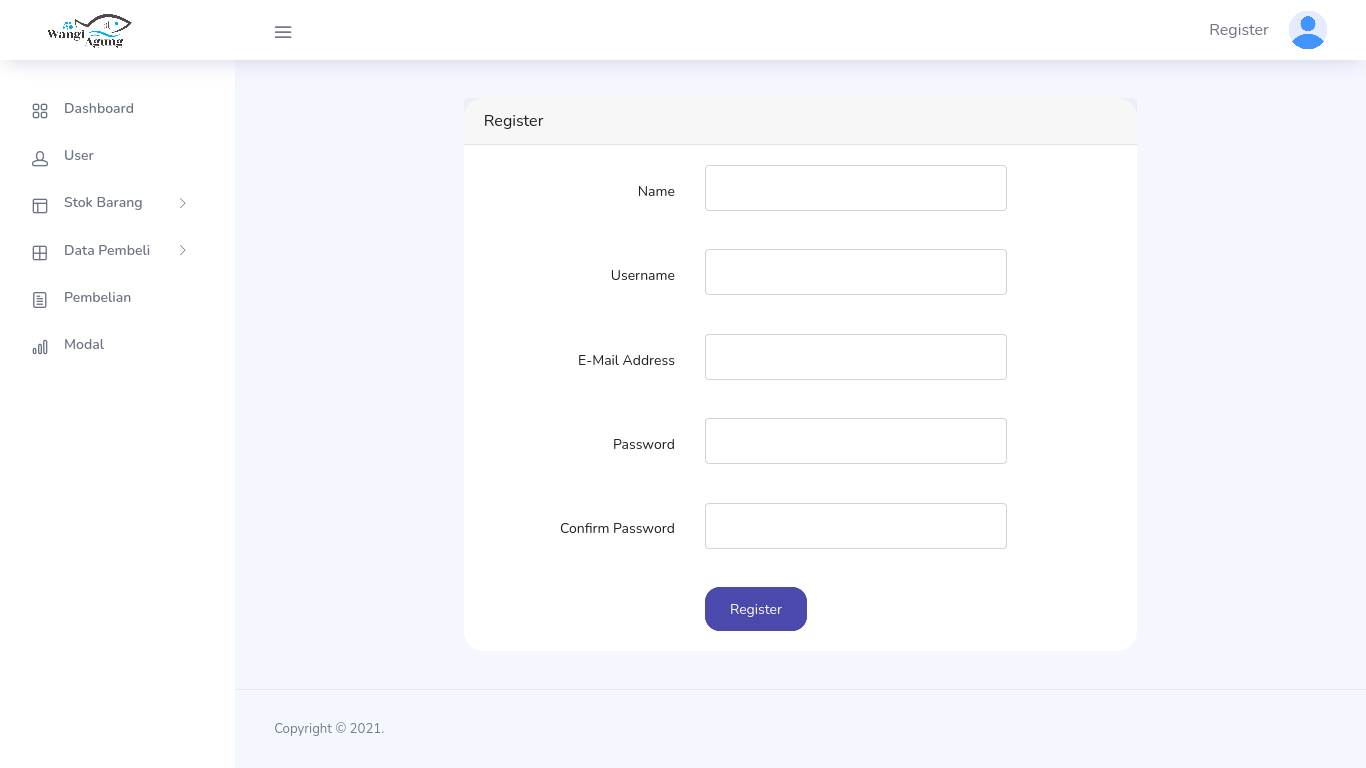 Wangi
Agung
Register
Dashboard
User
Stok Barang
Data Pembeli
Pembelian
Modal
Register
Name
Username
E-Mail Address
Password
Confirm Password
Register
Copyright © 2021.